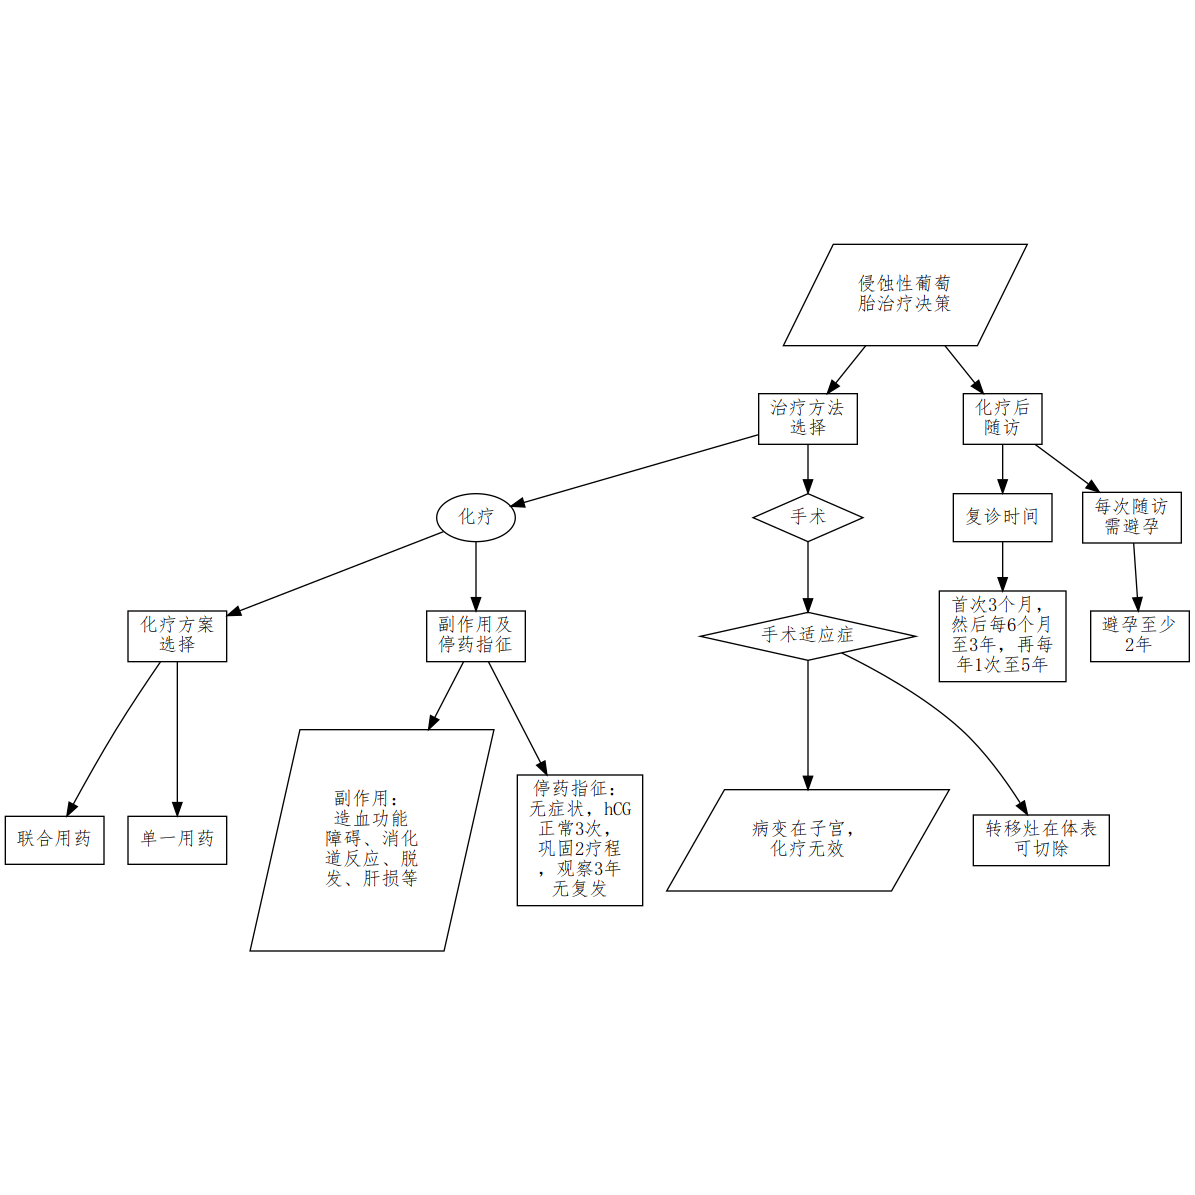 侵蚀性葡萄
胎治疗决策
治疗方法
选择
化疗后
随访
化疗
手术
复诊时间
每次随访
需避孕
化疗方案
选择
副作用及
停药指征
手术适应症
首次3个月，
然后每6个月
至3年，再每
年1次至5年
避孕至少
2年
联合用药
单一用药
副作用：
造血功能
障碍、消化
道反应、脱
发、肝损等
停药指征：
无症状，hCG
正常3次，
巩固2疗程
，观察3年
无复发
病变在子宫，
化疗无效
转移灶在体表
可切除